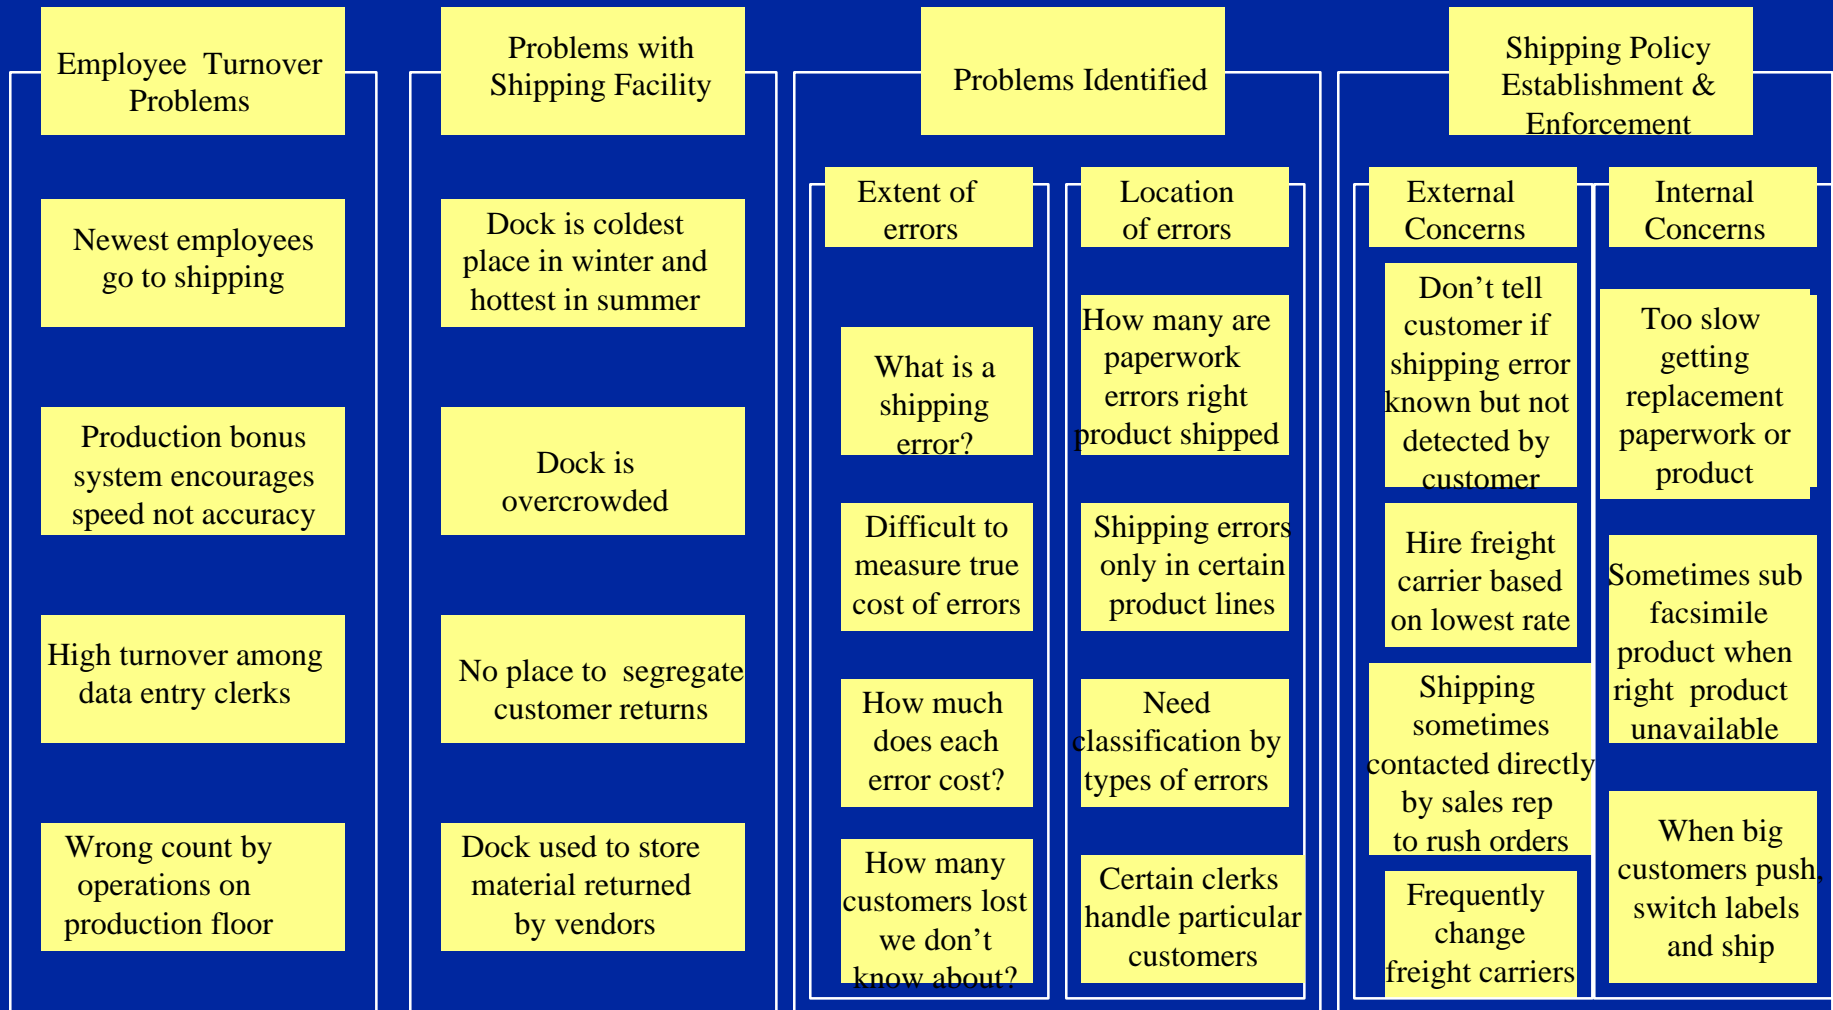 Employee Turnover
Problems
Newest employees
go to shipping
Production bonus
system encourages
speed not accuracy
High turnover among
data entry clerks
Wrong count by
operations on
production floor
Problems with
Shipping Facility
Dock is coldest
place in winter and
hottest in summer
Dock is
overcrowded
No place to segregate
customer returns
Dock used to store
material returned
by vendors
Problems Identified
Extent of
errors
What is a
shipping
error?
Difficult to
measure true
cost of errors
How much
does each
error cost?
How many
customers lost
we don’t
know about?
Location
of errors
How many are
paperwork
errors right
product shipped
Shipping errors
only in certain
product lines
Need
classification by
types of errors
Certain clerks
handle particular
customers
Shipping Policy
Establishment &
Enforcement
External
Concerns
Don’t tell
customer if
shipping error
known but not
detected by
customer
Hire freight
carrier based
on lowest rate
Shipping
sometimes
contacted directly
by sales rep
to rush orders
Frequently
change
freight carriers
Internal
Concerns
Too slow
getting
replacement
paperwork or
product
Sometimes sub
facsimile
product when
right product
unavailable
When big
customers push,
switch labels
and ship